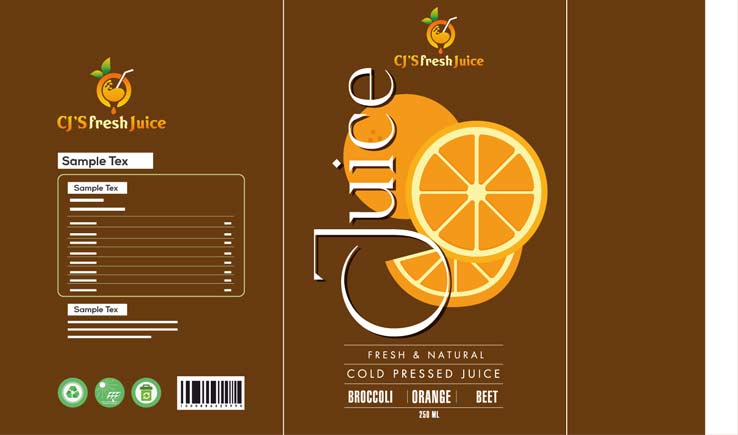 CJ'S fresh Juice
Sample Tex
Sample Tex
Sample Tex
CJ'S fresh Juice
Juice
FRESH & NATURAL
COLD PRESSED JUICE
BROCCOLI ORANGE BEET
250 ML